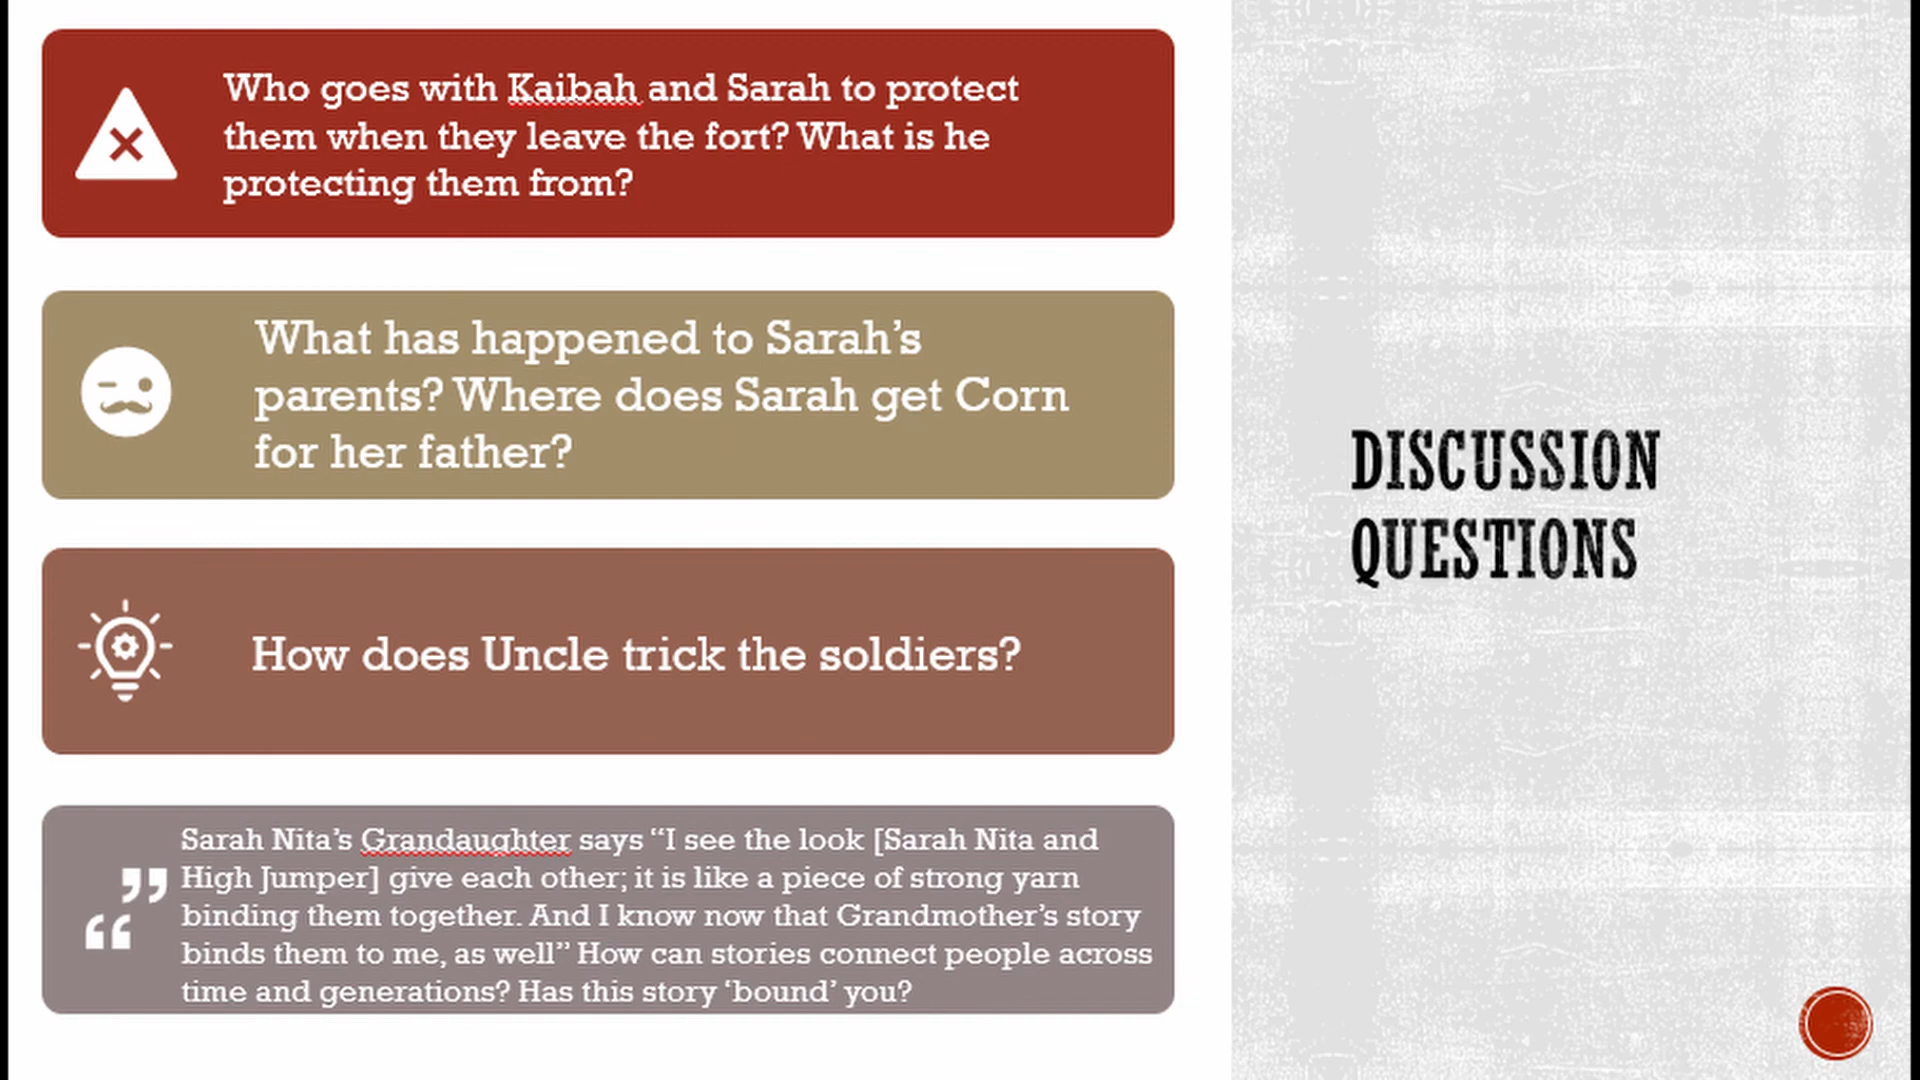 Who goes with Kaibah and Sarah to protect
them when they leave the fort? What is he
protecting them from?
What has happened to Sarah’s
parents? Where does Sarah get Corn
for her father?
How does Uncle trick the soldiers?
Sarah Nita’s Grandaughter says “I see the look [Sarah Nita and
High Jumper] give each other; it is like a piece of strong yarn
binding them together. And I know now that Grandmother’s story
binds them to me, as well” How can stories connect people across
time and generations? Has this story ‘bound’ you?
DISCUSSION
QUESTIONS